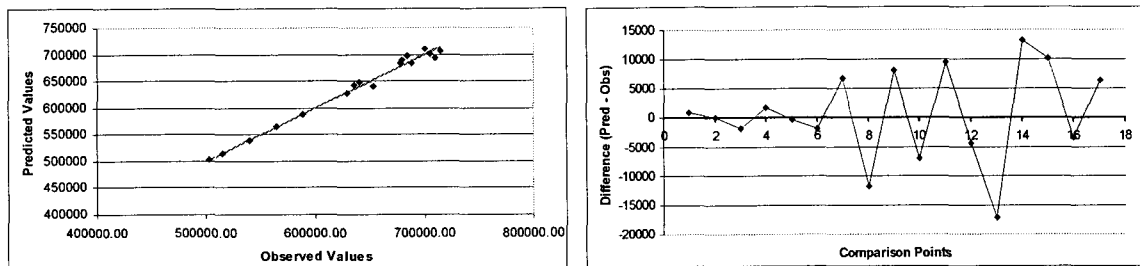 Predicted Values
750000
700000
650000
600000
550000
500000
450000
400000
400000.00 500000.00 600000.00 700000.00 800000.00
Observed Values
Difference (Pred - Obs)
15000
10000
5000
0
-5000
-10000
-15000
-20000
0 2 4 6 8 10 12 14 16 18
Comparison Points